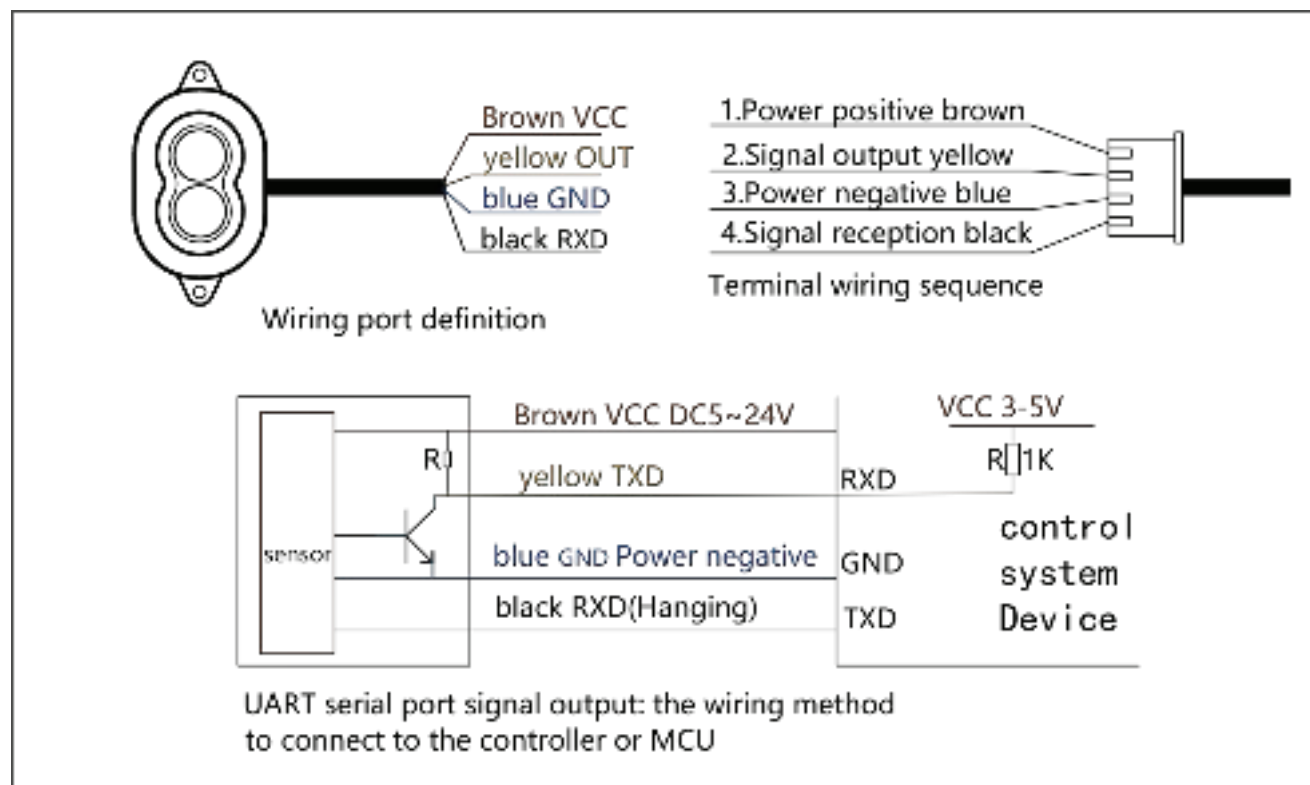 Brown VCC
yellow OUT
blue GND
black RXD
Wiring port definition
1.Power positive brown
2.Signal output yellow
3.Power negative blue
4.Signal reception black
Terminal wiring sequence
sensor
R
Brown VCC DC5~24V
yellow TXD
blue GND Power negative
black RXD(Hanging)
RXD
GND
TXD
VCC 3-5V
R 1K
control
system
Device
UART serial port signal output: the wiring method
to connect to the controller or MCU